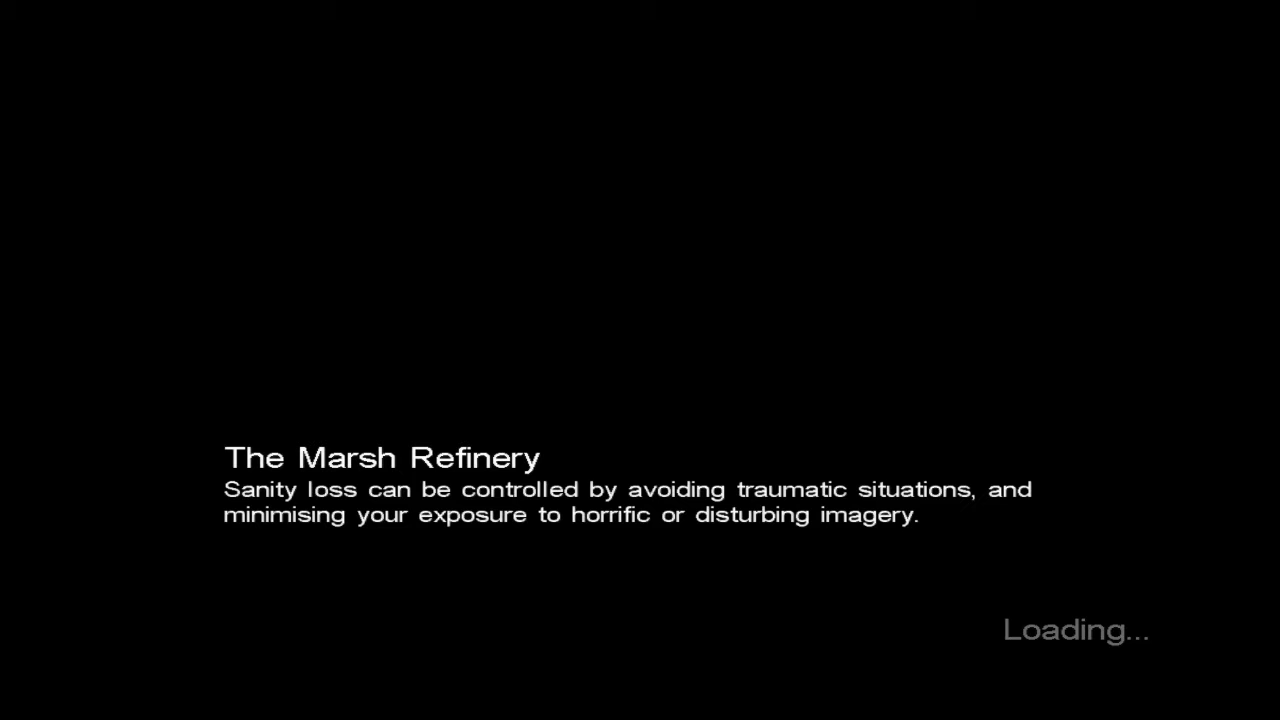 The Marsh Refinery
Sanity loss can be controlled by avoiding traumatic situations, and
minimising your exposure to horrific or disturbing imagery.
Loading...